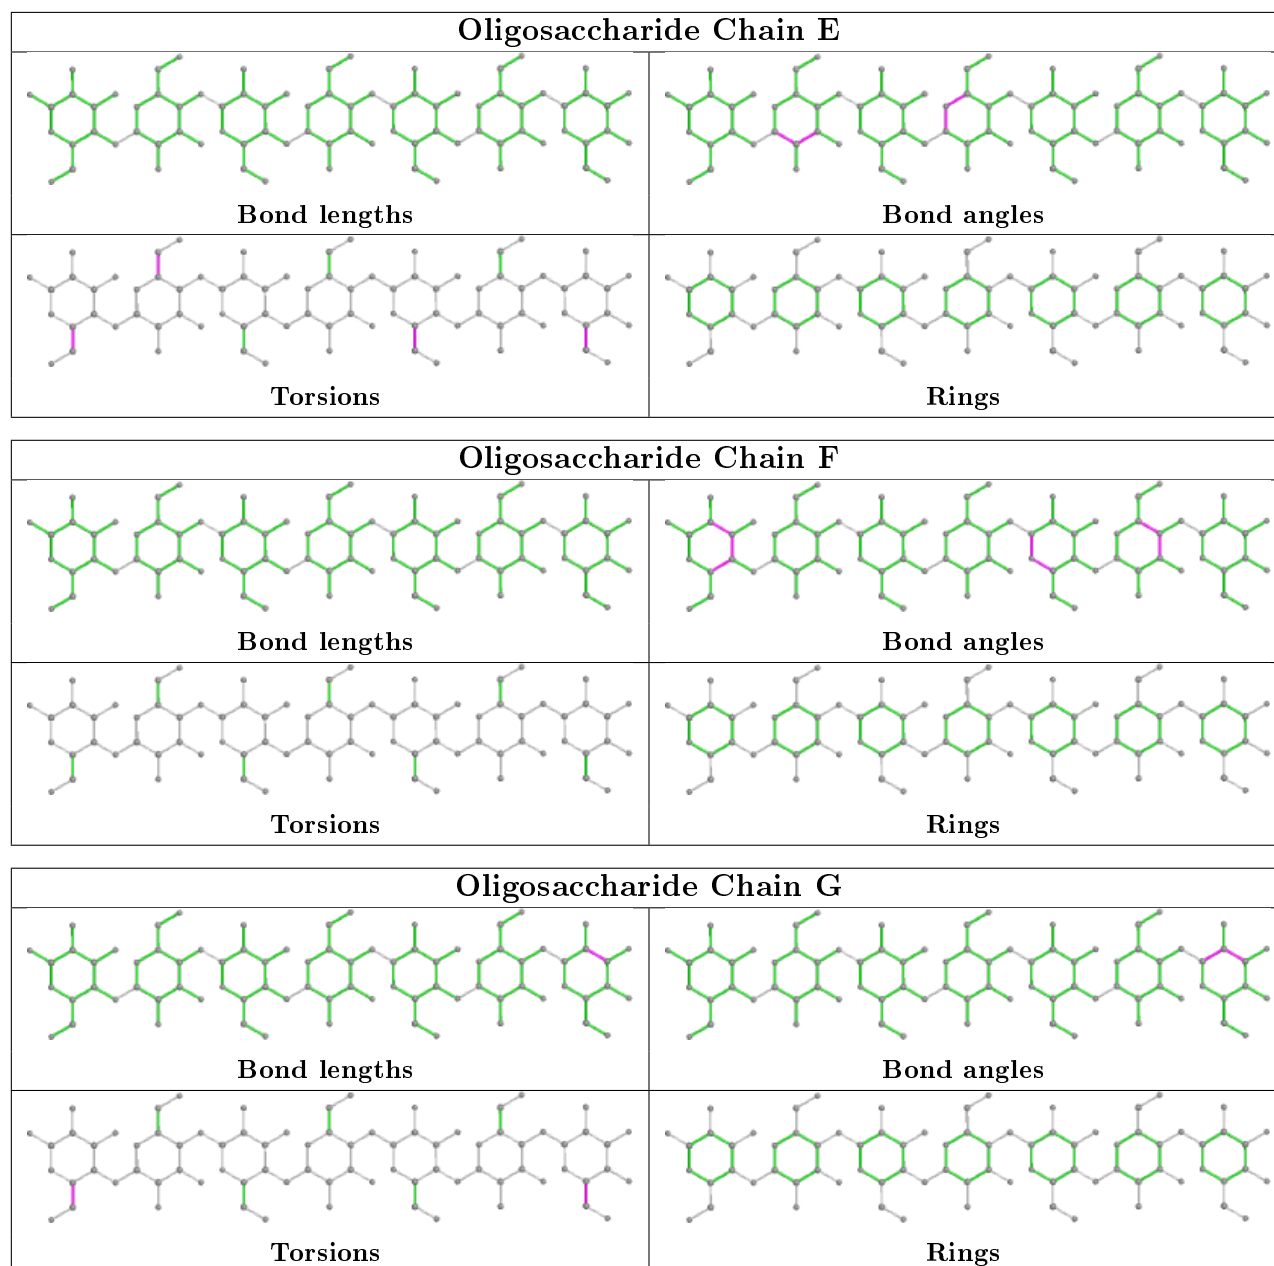 Oligosaccharide Chain E
Bond lengths
Bond angles
Torsions
Rings
Oligosaccharide Chain F
Bond lengths
Bond angles
Torsions
Rings
Oligosaccharide Chain G
Bond lengths
Bond angles
Torsions
Rings